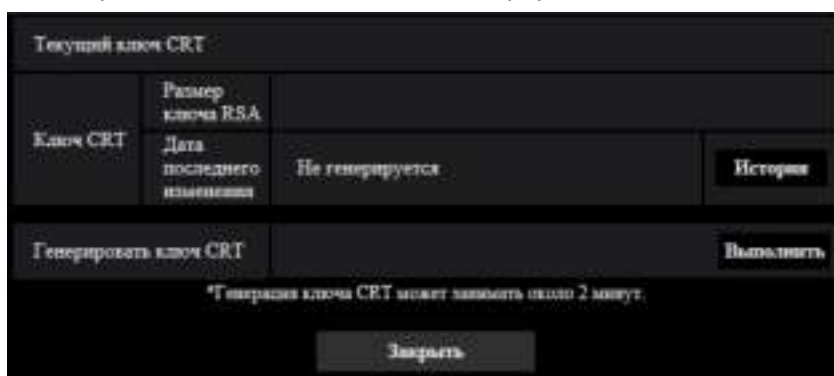 Текущий ключ CRT
Ключ CRT
Размер
ключа RSA
Дата
последнего
изменения
Не генерируется
История
Генерировать ключ CRT
Выполнить
*Генерация ключа CRT может занимать около 2 минут.
Закрыть